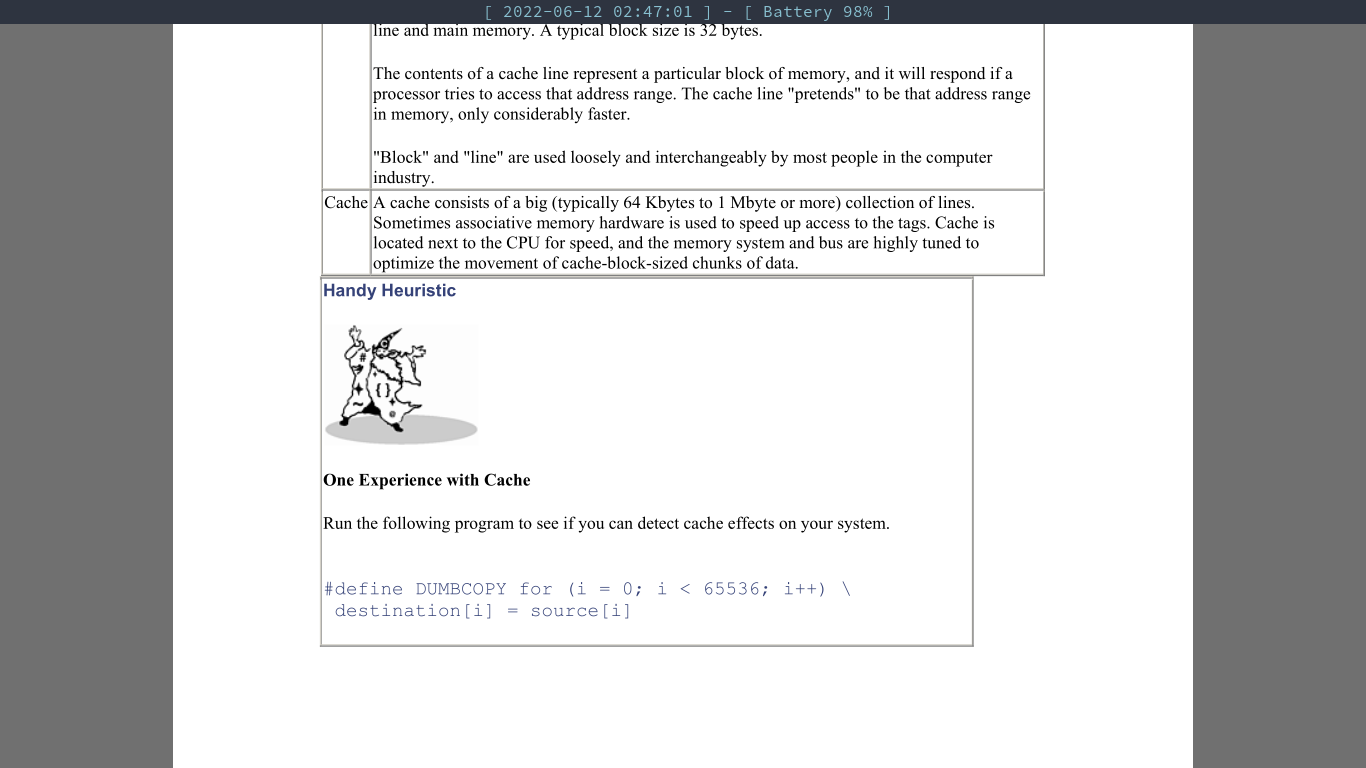 [ 2022-06-12 02:47:01 ] - [ Battery 98% ]
line and main memory. A typical block size is 32 bytes.
The contents of a cache line represent a particular block of memory, and it will respond if a
processor tries to access that address range. The cache line "pretends" to be that address range
in memory, only considerably faster.
"Block" and "line" are used loosely and interchangeably by most people in the computer
industry.
Cache A cache consists of a big (typically 64 Kbytes to 1 Mbyte or more) collection of lines.
Sometimes associative memory hardware is used to speed up access to the tags. Cache is
located next to the CPU for speed, and the memory system and bus are highly tuned to
optimize the movement of cache-block-sized chunks of data.
Handy Heuristic
# 
{}
~
One Experience with Cache
Run the following program to see if you can detect cache effects on your system.
#define DUMBCOPY for (i = 0; i < 65536; i++) \
destination[i] = source[i]